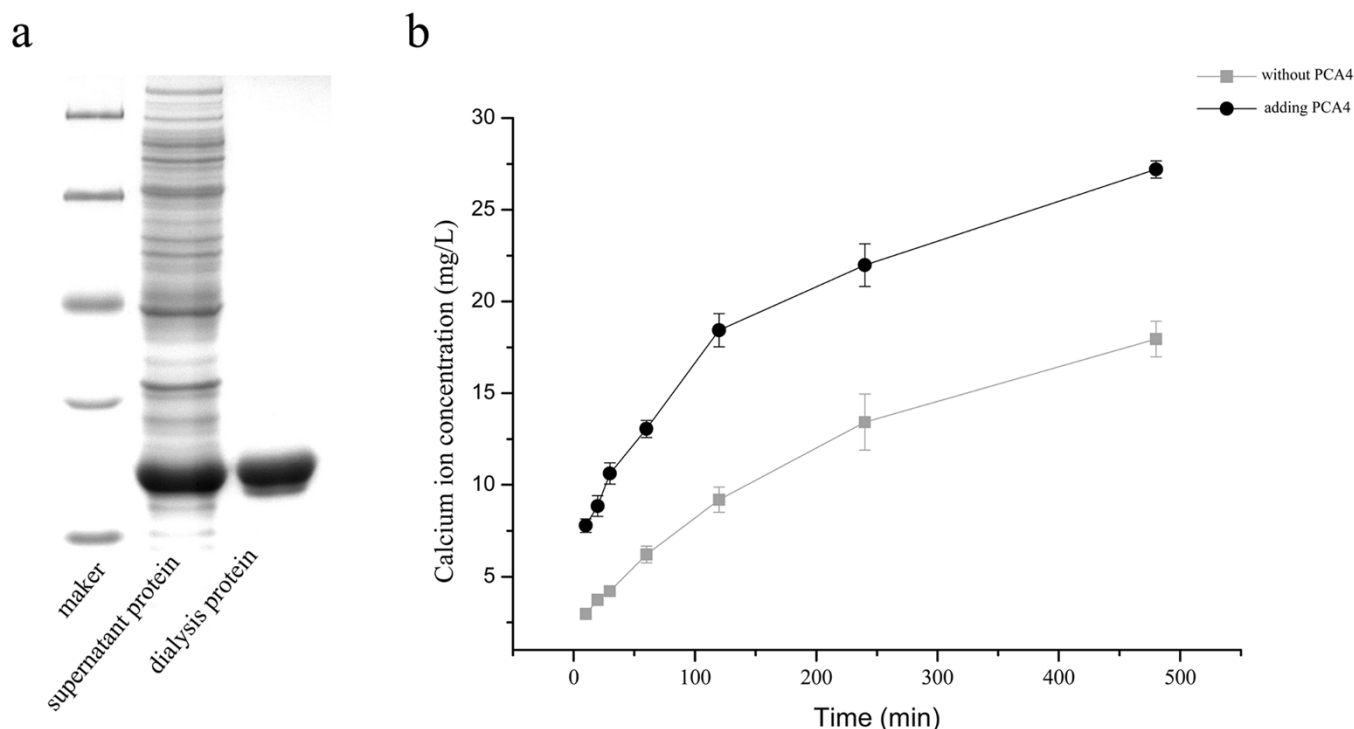 a
maker
supernatant protein
dialysis protein
b
without PCA4
adding PCA4
Calcium ion concentration (mg/L)
30
25
20
15
10
5
0
100
200
300
400
500
Time (min)